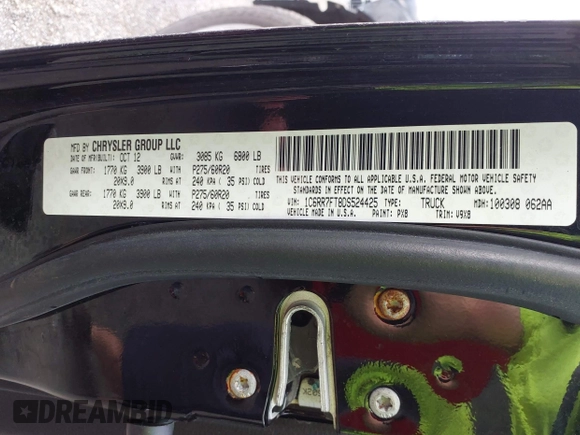 MFD BY CHRYSLER GROUP LLC
DATE OF MFR(BUILT): OCT 12 GVWR: 3085 KG 6800 LB
GAWR FRONT: 1770 KG 3900 LB WITH P275/60R20 TIRES
20X9.0 RIMS AT 240 KPA ( 35 PSI) COLD
GAWR REAR: 1770 KG 3900 LB WITH P275/60R20 TIRES
20X9.0 RIMS AT 240 KPA ( 35 PSI) COLD
THIS VEHICLE CONFORMS TO ALL APPLICABLE U.S.A. FEDERAL MOTOR VEHICLE SAFETY
STANDARDS IN EFFECT ON THE DATE OF MANUFACTURE SHOWN ABOVE.
VIN: 1C6RR7FT8DS524425 TYPE: TRUCK MDH: 100308 062AA
VEHICLE MADE IN U.S.A. PAINT: PX8 TRIM: V9X8
DREAMBID